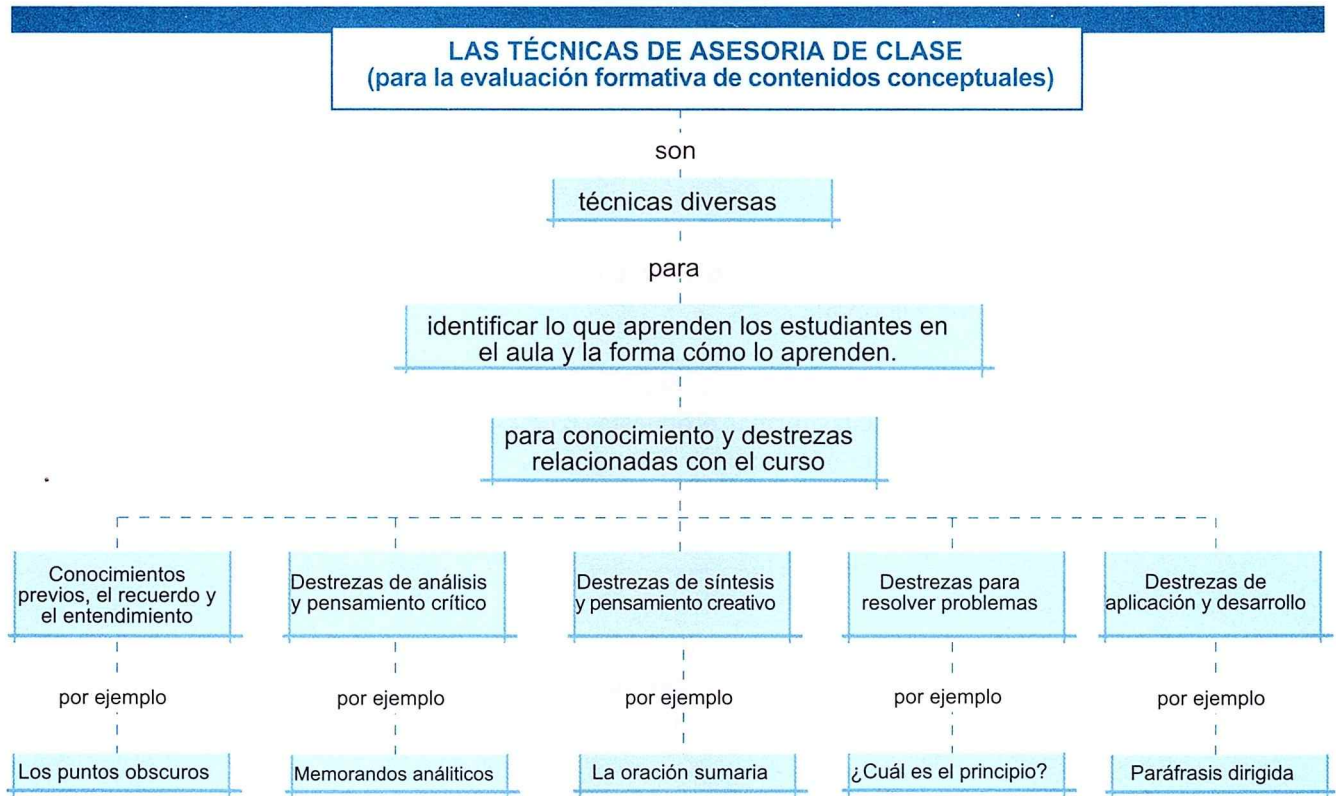 LAS TÉCNICAS DE ASESORIA DE CLASE
(para la evaluación formativa de contenidos conceptuales)
son
técnicas diversas
para
identificar lo que aprenden los estudiantes en
el aula y la forma cómo lo aprenden.
para conocimiento y destrezas
relacionadas con el curso
Conocimientos
previos, el recuerdo y
el entendimiento
Destrezas de análisis
y pensamiento crítico
Destrezas de síntesis
y pensamiento creativo
Destrezas para
resolver problemas
Destrezas de
aplicación y desarrollo
por ejemplo
por ejemplo
por ejemplo
por ejemplo
por ejemplo
Los puntos obscuros
Memorandos análiticos
La oración sumaria
¿Cuál es el principio?
Paráfrasis dirigida